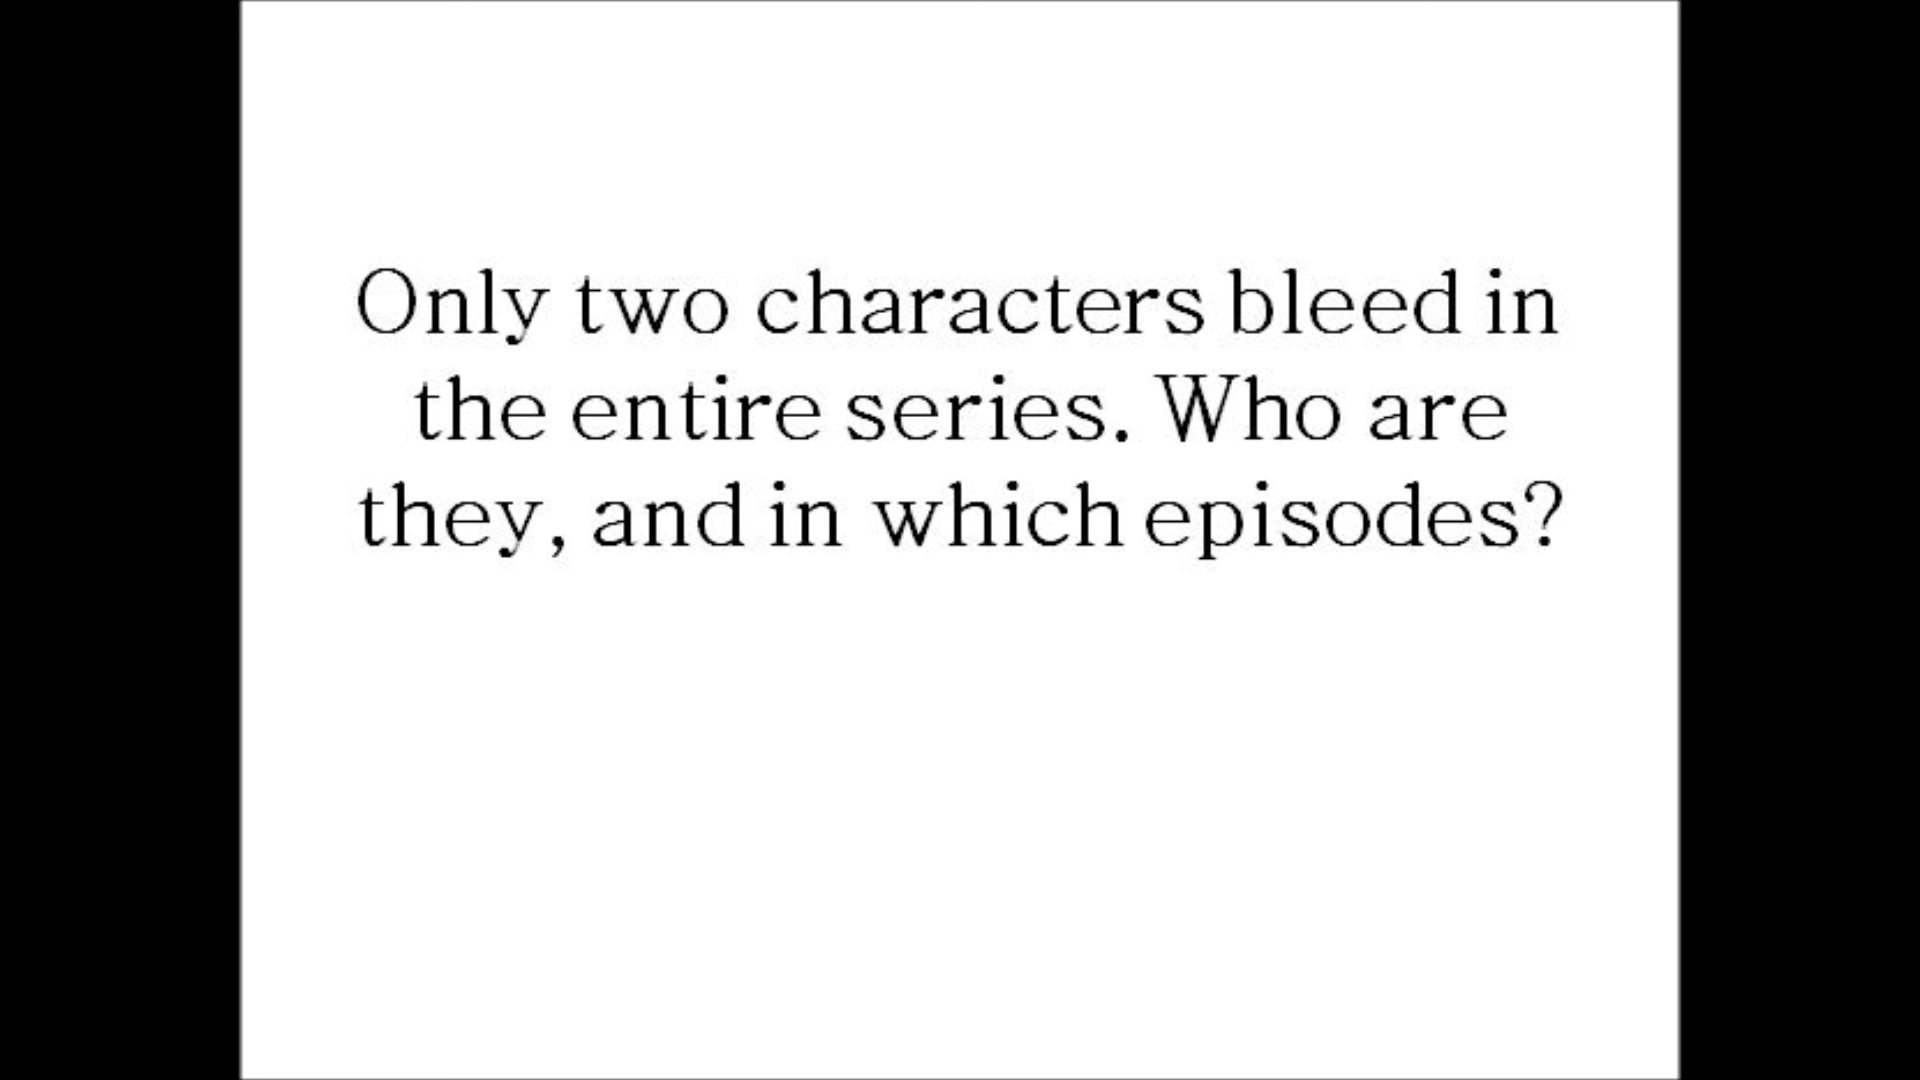 Only two characters bleed in
the entire series. Who are
they, and in which episodes?